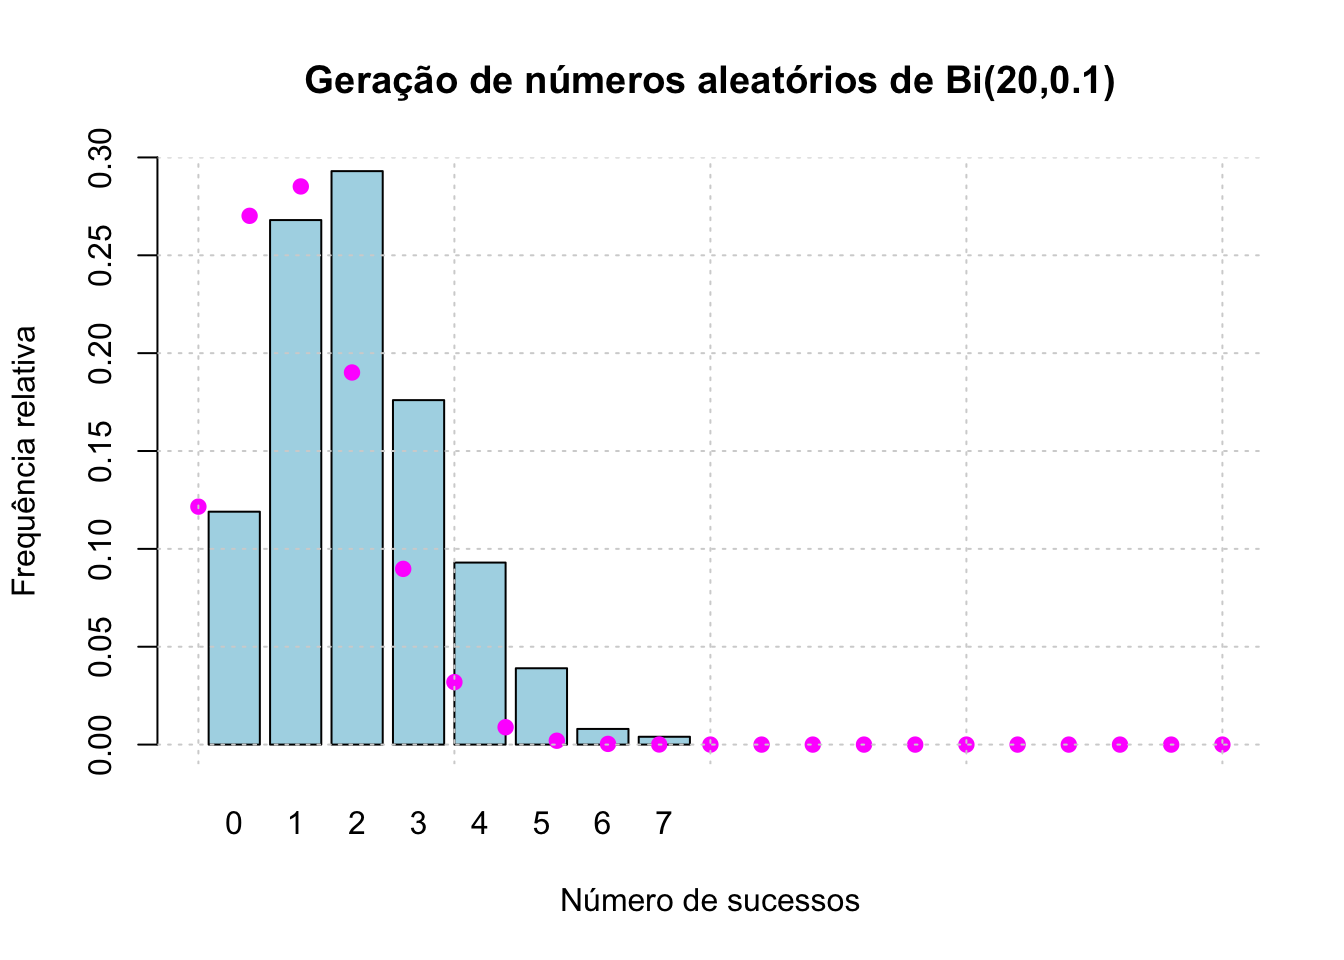 Geração de números aleatórios de Bi(20,0.1)
Frequência relativa
0.30
0.25
0.20
0.15
0.10
0.05
0.00
0 1 2 3 4 5 6 7
Número de sucessos